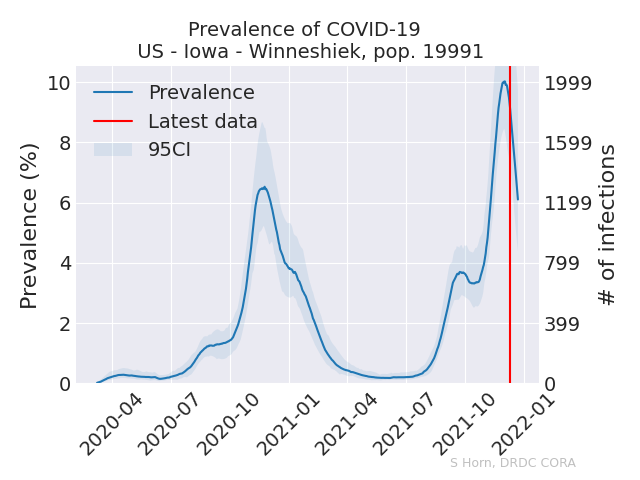 Prevalence of COVID-19
US - Iowa - Winneshiek, pop. 19991
Prevalence
Latest data
95CI
Prevalence (%)
10
8
6
4
2
0
1999
1599
1199
799
399
0
# of infections
2020-04
2020-07
2020-10
2021-01
2021-04
2021-07
2021-10
2022-01
S Horn, DRDC CORA